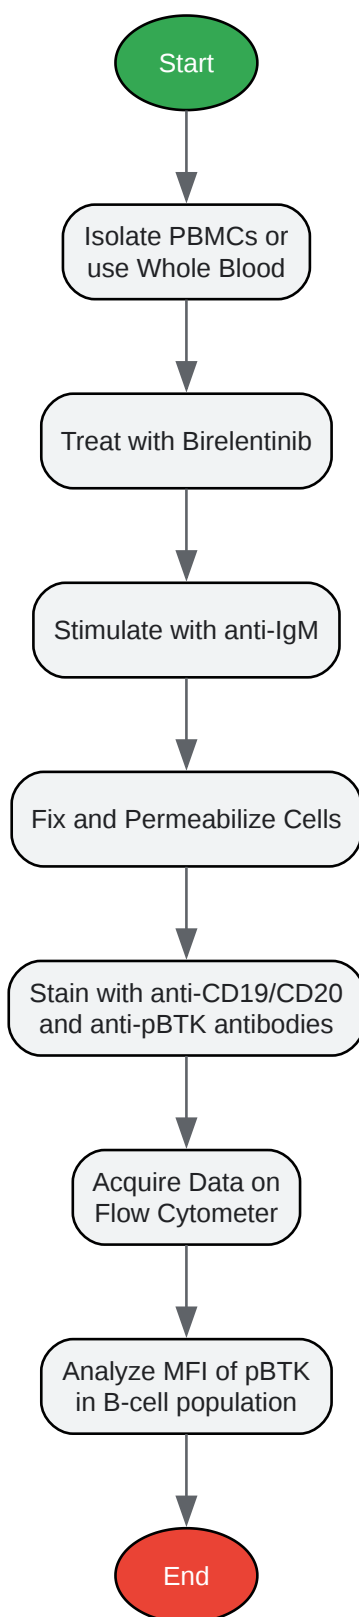 Start
Isolate PBMCs or
use Whole Blood
Treat with Birelentinib
Stimulate with anti-IgM
Fix and Permeabilize Cells
Stain with anti-CD19/CD20
and anti-pBTK antibodies
Acquire Data on
Flow Cytometer
Analyze MFI of pBTK
in B-cell population
End